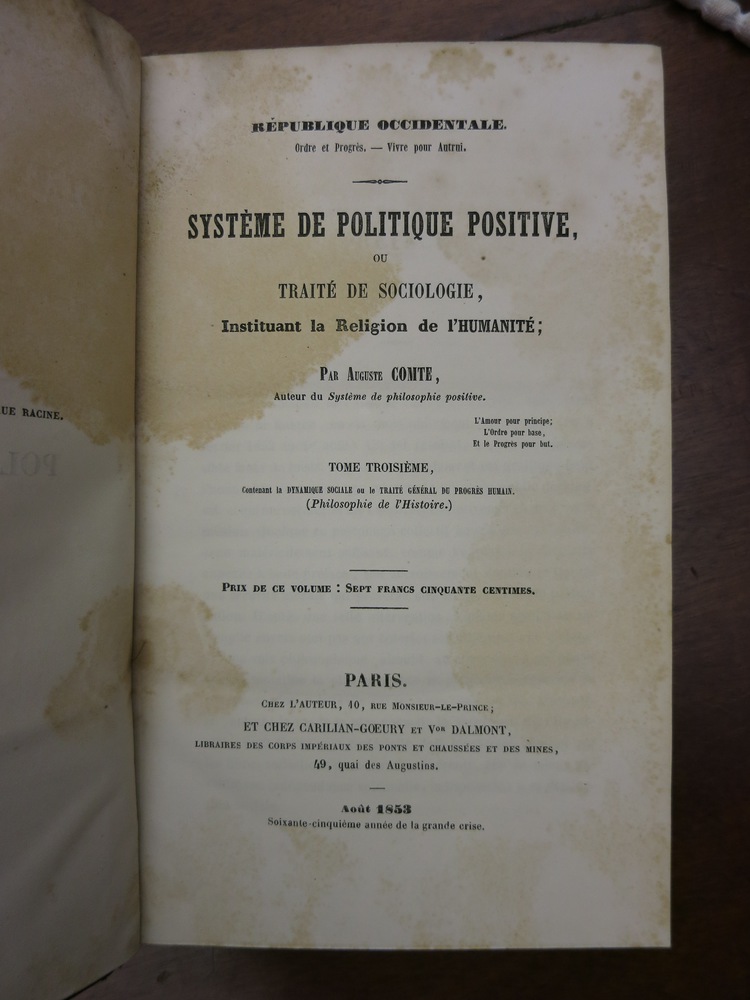 RÉPUBLIQUE OCCIDENTALE.
Ordre et Progrès. — Vivre pour Autrui.
SYSTÈME DE POLITIQUE POSITIVE,
OU
TRAITÉ DE SOCIOLOGIE,
Instituant la Religion de l'HUMANITÉ;
PAR AUGUSTE COMTE,
Auteur du Système de philosophie positive.
L'Amour pour principe;
L'Ordre pour base,
Et le Progrès pour but.
TOME TROISIÈME,
Contenant la DYNAMIQUE SOCIALE ou le TRAITÉ GÉNÉRAL DU PROGRÈS HUMAIN.
(Philosophie de l'Histoire.)
PRIX DE CE VOLUME : SEPT FRANCS CINQUANTE CENTIMES.
PARIS.
CHEZ L'AUTEUR, 10, RUE MONSIEUR-LE-PRINCE;
ET CHEZ CARILIAN-GŒURY ET Vor DALMONT,
LIBRAIRES DES CORPS IMPÉRIAUX DES PONTS ET CHAUSSÉES ET DES MINES,
49, quai des Augustins.
Août 1853
Soixante-cinquième année de la grande crise.
UE RACINE.